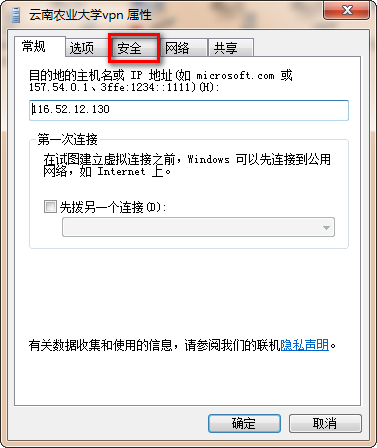 云南农业大学vpn 属性
常规 选项 安全 网络 共享
目的地的主机名或 IP 地址(如 microsoft.com 或
157.54.0.1、3ffe:1234::1111)(H):
116.52.12.130
第一次连接
在试图建立虚拟连接之前，Windows 可以先连接到公用
网络，如 Internet 上。
先拨另一个连接(D):
有关数据收集和使用的信息，请参阅我们的联机隐私声明。
确定 取消